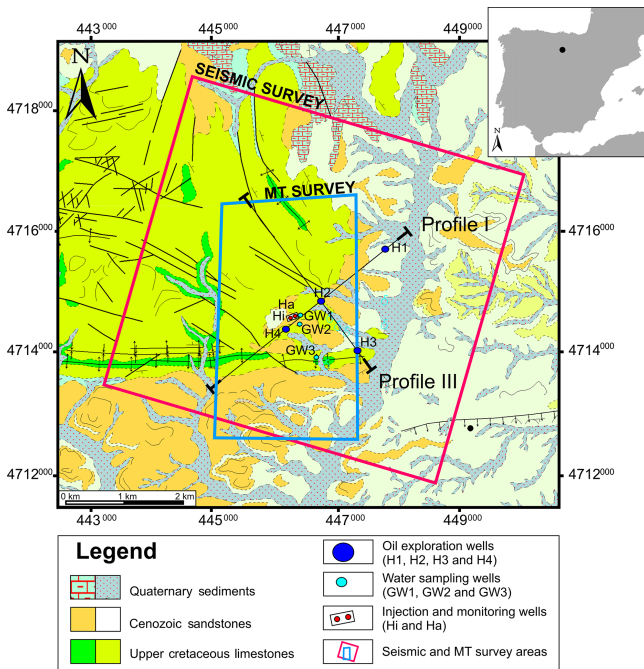 443000 445000 447000 449000
N
SEISMIC SURVEY
4718000 4718000
N
MT SURVEY
Profile I
4716000 4716000
H1
H2
Ha
Hi GW1
H4 GW2
H3
4714000 4714000
GW3
Profile III
4712000 4712000
0 km 1 km 2 km
443000 445000 447000 449000
Legend
Quaternary sediments
Cenozoic sandstones
Upper cretaceous limestones
Oil exploration wells
(H1, H2, H3 and H4)
Water sampling wells
(GW1, GW2 and GW3)
Injection and monitoring wells
(Hi and Ha)
Seismic and MT survey areas